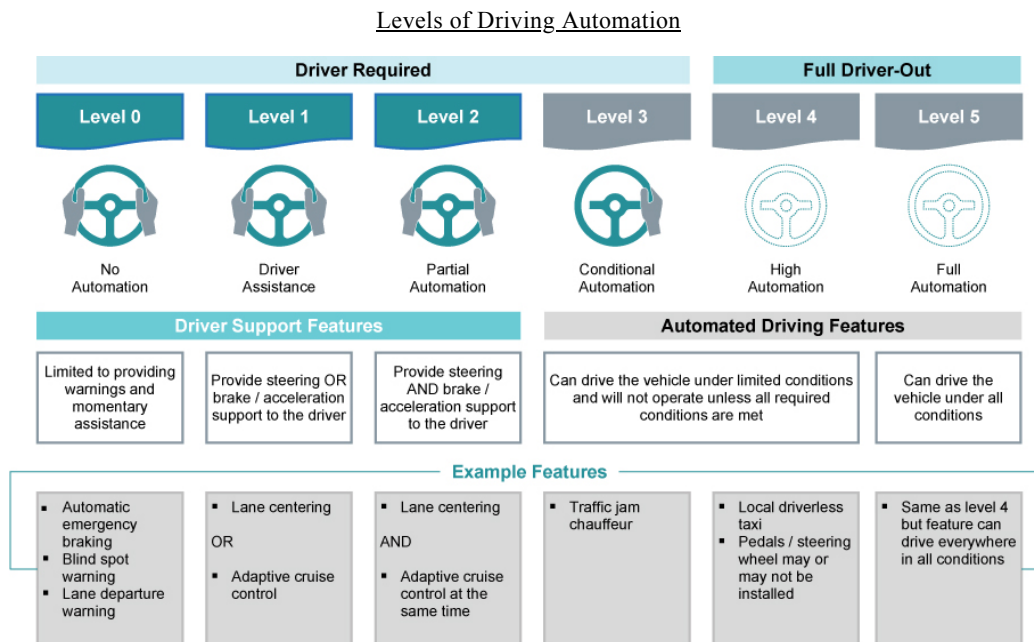 Levels of Driving Automation
Driver Required
Full Driver-Out
Level 0
Level 1
Level 2
Level 3
Level 4
Level 5
No
Automation
Driver
Assistance
Partial
Automation
Conditional
Automation
High
Automation
Full
Automation
Driver Support Features
Automated Driving Features
Limited to providing
warnings and
momentary
assistance
Provide steering OR
brake / acceleration
support to the driver
Provide steering
AND brake /
acceleration support
to the driver
Can drive the vehicle under limited conditions
and will not operate unless all required
conditions are met
Can drive the
vehicle under all
conditions
Example Features
▪ Automatic
emergency
braking
▪ Blind spot
warning
▪ Lane departure
warning
▪ Lane centering
OR
▪ Adaptive cruise
control
▪ Lane centering
AND
▪ Adaptive cruise
control at the
same time
▪ Traffic jam
chauffeur
▪ Local driverless
taxi
▪ Pedals / steering
wheel may or
may not be
installed
▪ Same as level 4
but feature can
drive everywhere
in all conditions